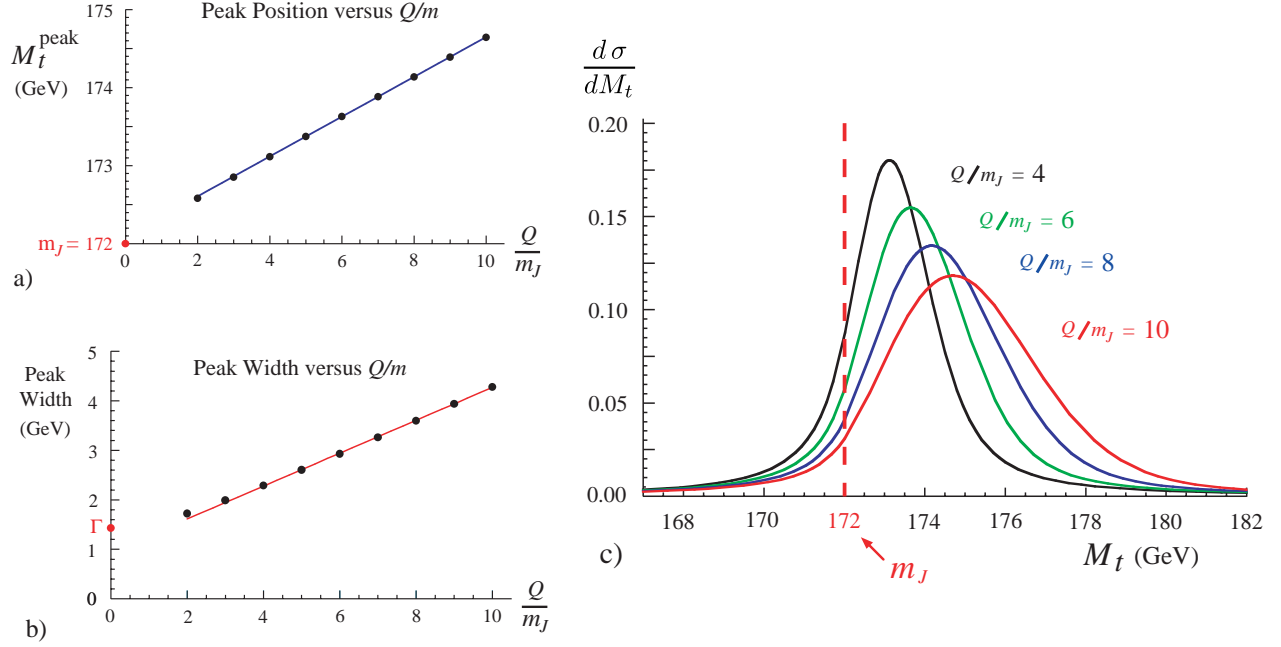 Peak Position versus Q/m
175
M_t^peak
(GeV)
174
173
m_J = 172
0 2 4 6 8 10
Q/m_J
a)
Peak Width versus Q/m
Peak
Width
(GeV)
5
4
3
2
Γ
1
0
0 2 4 6 8 10
Q/m_J
b)
d σ
dM_t
0.20
0.15
0.10
0.05
0.00
Q/m_J = 4
Q/m_J = 6
Q/m_J = 8
Q/m_J = 10
168 170 172 174 176 178 180 182
c)
m_J
M_t (GeV)